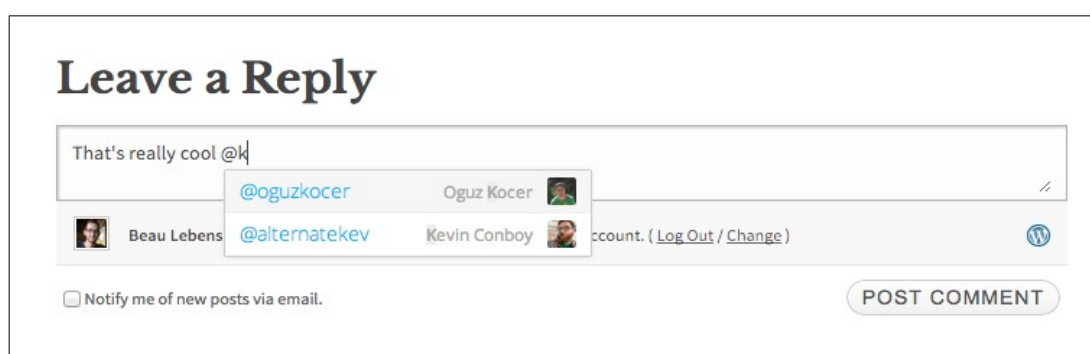 Leave a Reply
That's really cool @k
@oguzkocer Oguz Kocer
@alternatekev Kevin Conboy
Beau Lebens ccount. ( Log Out / Change )
Notify me of new posts via email.
POST COMMENT